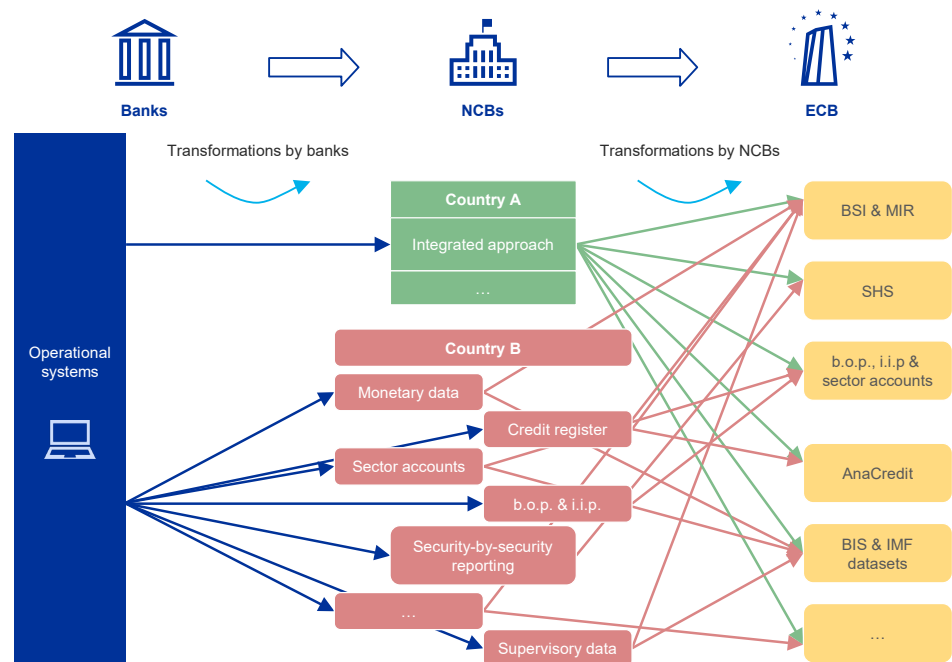 Banks
NCBs
ECB
Transformations by banks
Transformations by NCBs
Operational
systems
Country A
Integrated approach
…
Country B
Monetary data
Credit register
Sector accounts
b.o.p. & i.i.p.
Security-by-security
reporting
…
Supervisory data
BSI & MIR
SHS
b.o.p., i.i.p &
sector accounts
AnaCredit
BIS & IMF
datasets
…